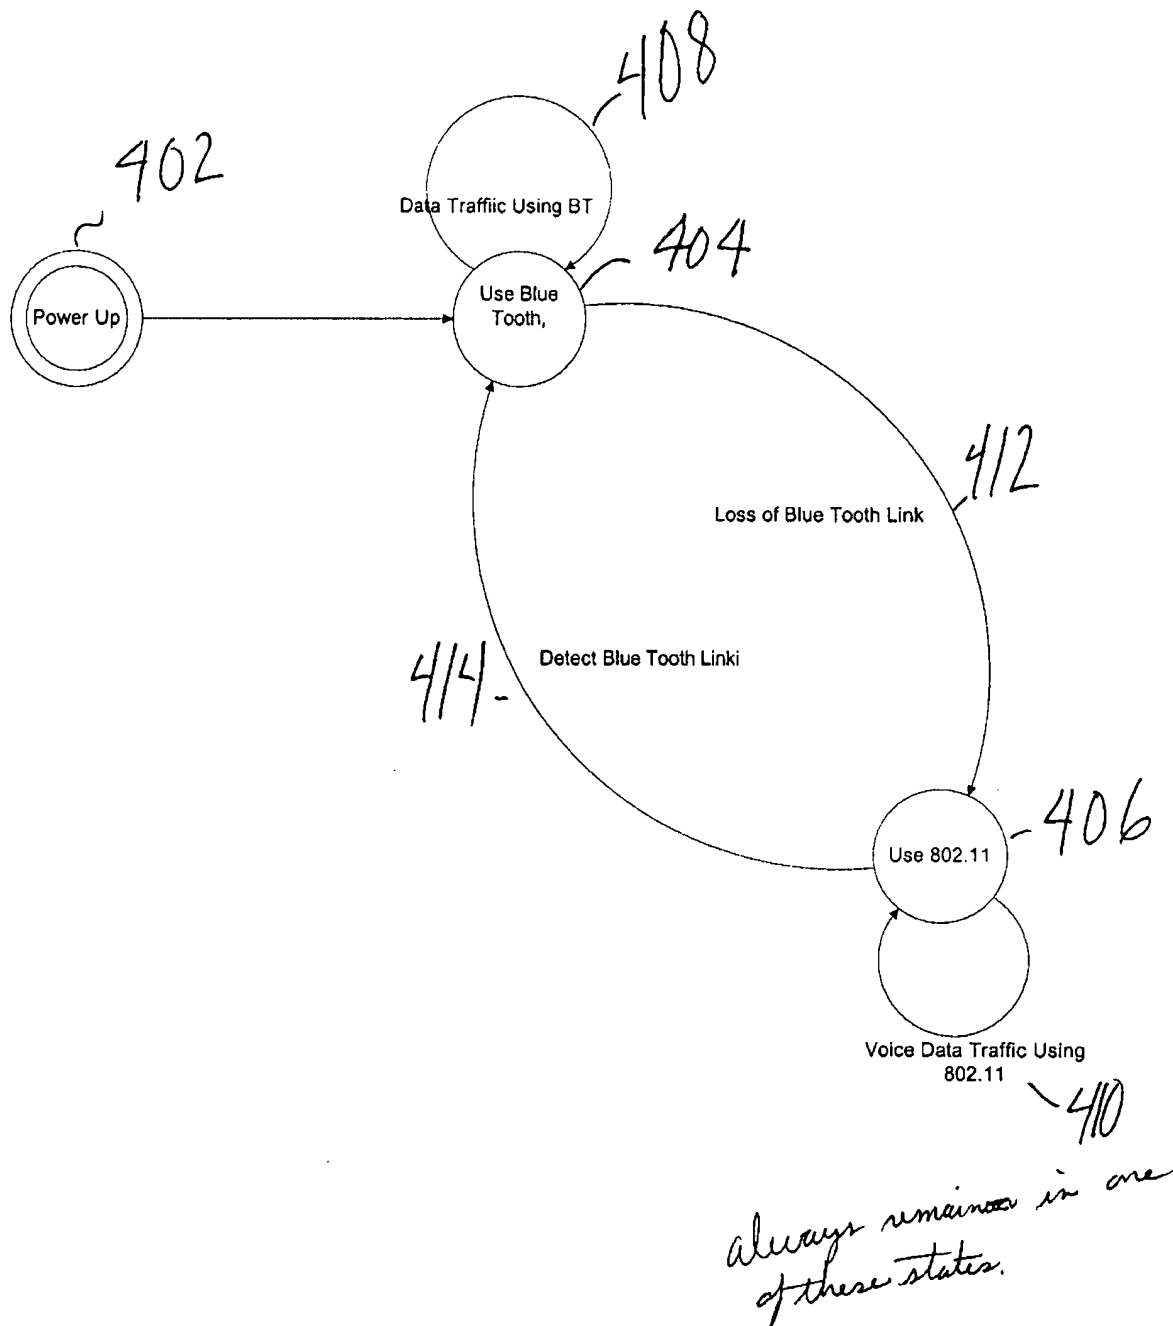 408
402
Data Traffiic Using BT
404
Use Blue
Tooth,
Power Up
412
Loss of Blue Tooth Link
414
Detect Blue Tooth Linki
406
Use 802.11
Voice Data Traffic Using
802.11
410
always remain in one
of these states.